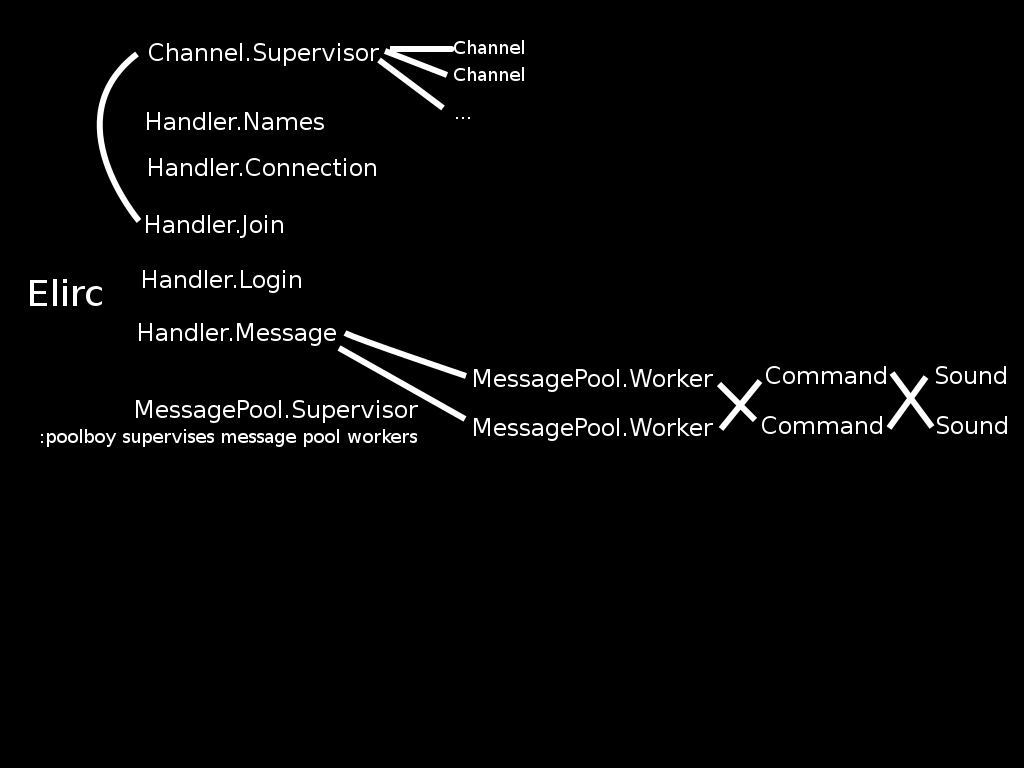 Channel.Supervisor
Channel
Channel
...
Handler.Names
Handler.Connection
Handler.Join
Handler.Login
Elirc
Handler.Message
MessagePool.Supervisor
:poolboy supervises message pool workers
MessagePool.Worker
MessagePool.Worker
Command
Command
Sound
Sound